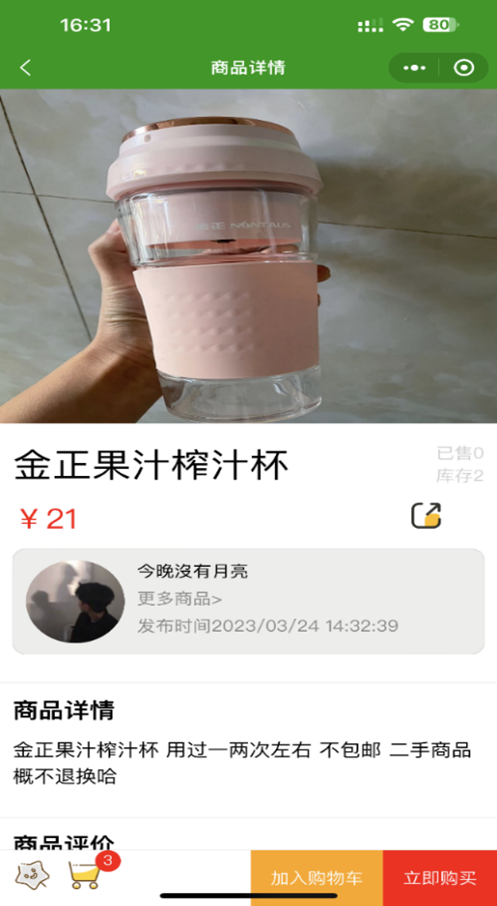 16:31
80
商品详情
金正 NINTAUS
金正果汁榨汁杯
已售0
库存2
¥ 21
今晚沒有月亮
更多商品>
发布时间2023/03/24 14:32:39
商品详情
金正果汁榨汁杯 用过一两次左右 不包邮 二手商品
概不退换哈
商品评价
3
加入购物车
立即购买